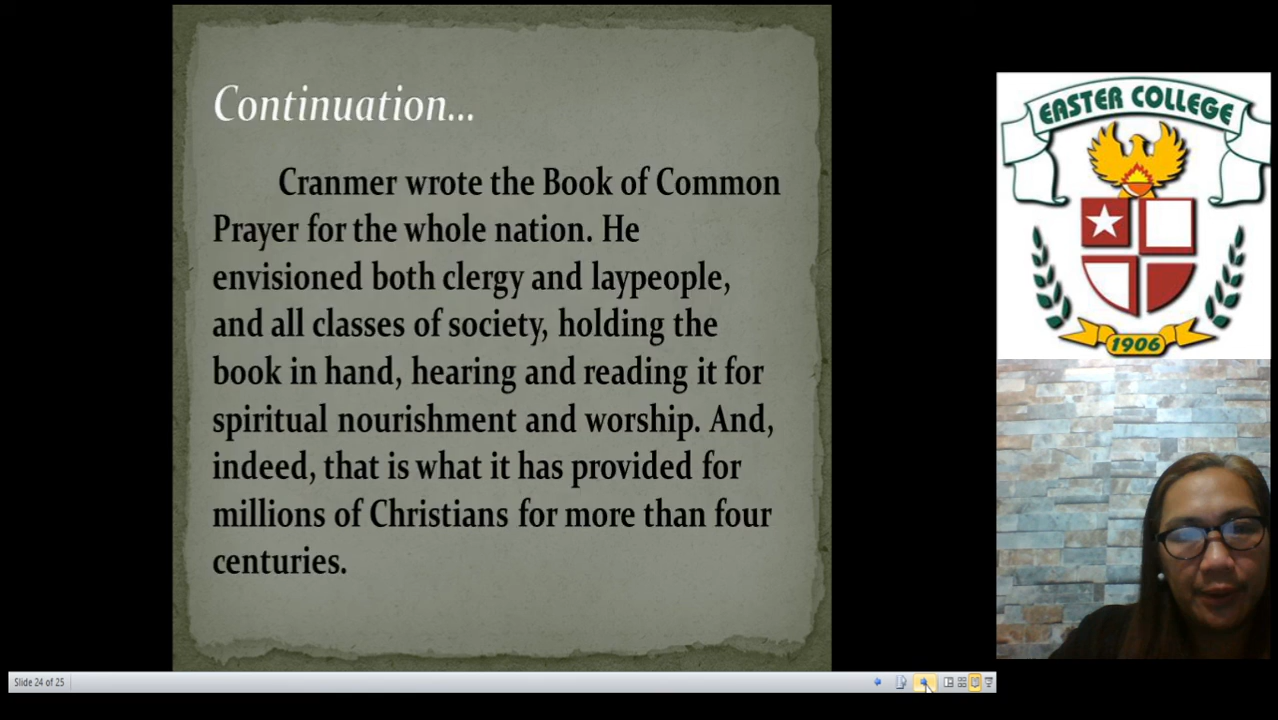 Continuation...
Cranmer wrote the Book of Common
Prayer for the whole nation. He
envisioned both clergy and laypeople,
and all classes of society, holding the
book in hand, hearing and reading it for
spiritual nourishment and worship. And,
indeed, that is what it has provided for
millions of Christians for more than four
centuries.
EASTER COLLEGE
1906
Slide 24 of 25